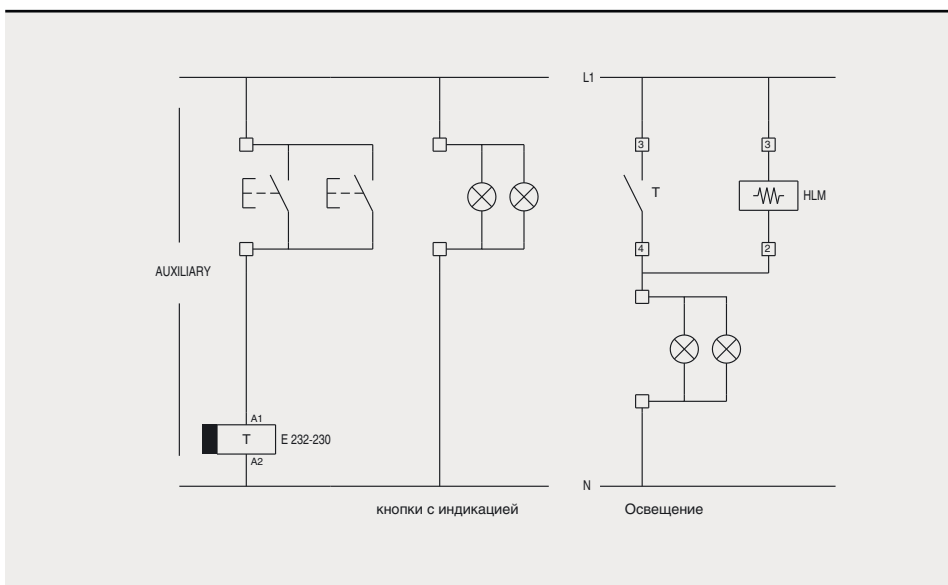 L1
3
3
T
HLM
4
2
AUXILIARY
A1
T
E 232-230
A2
N
кнопки с индикацией
Освещение